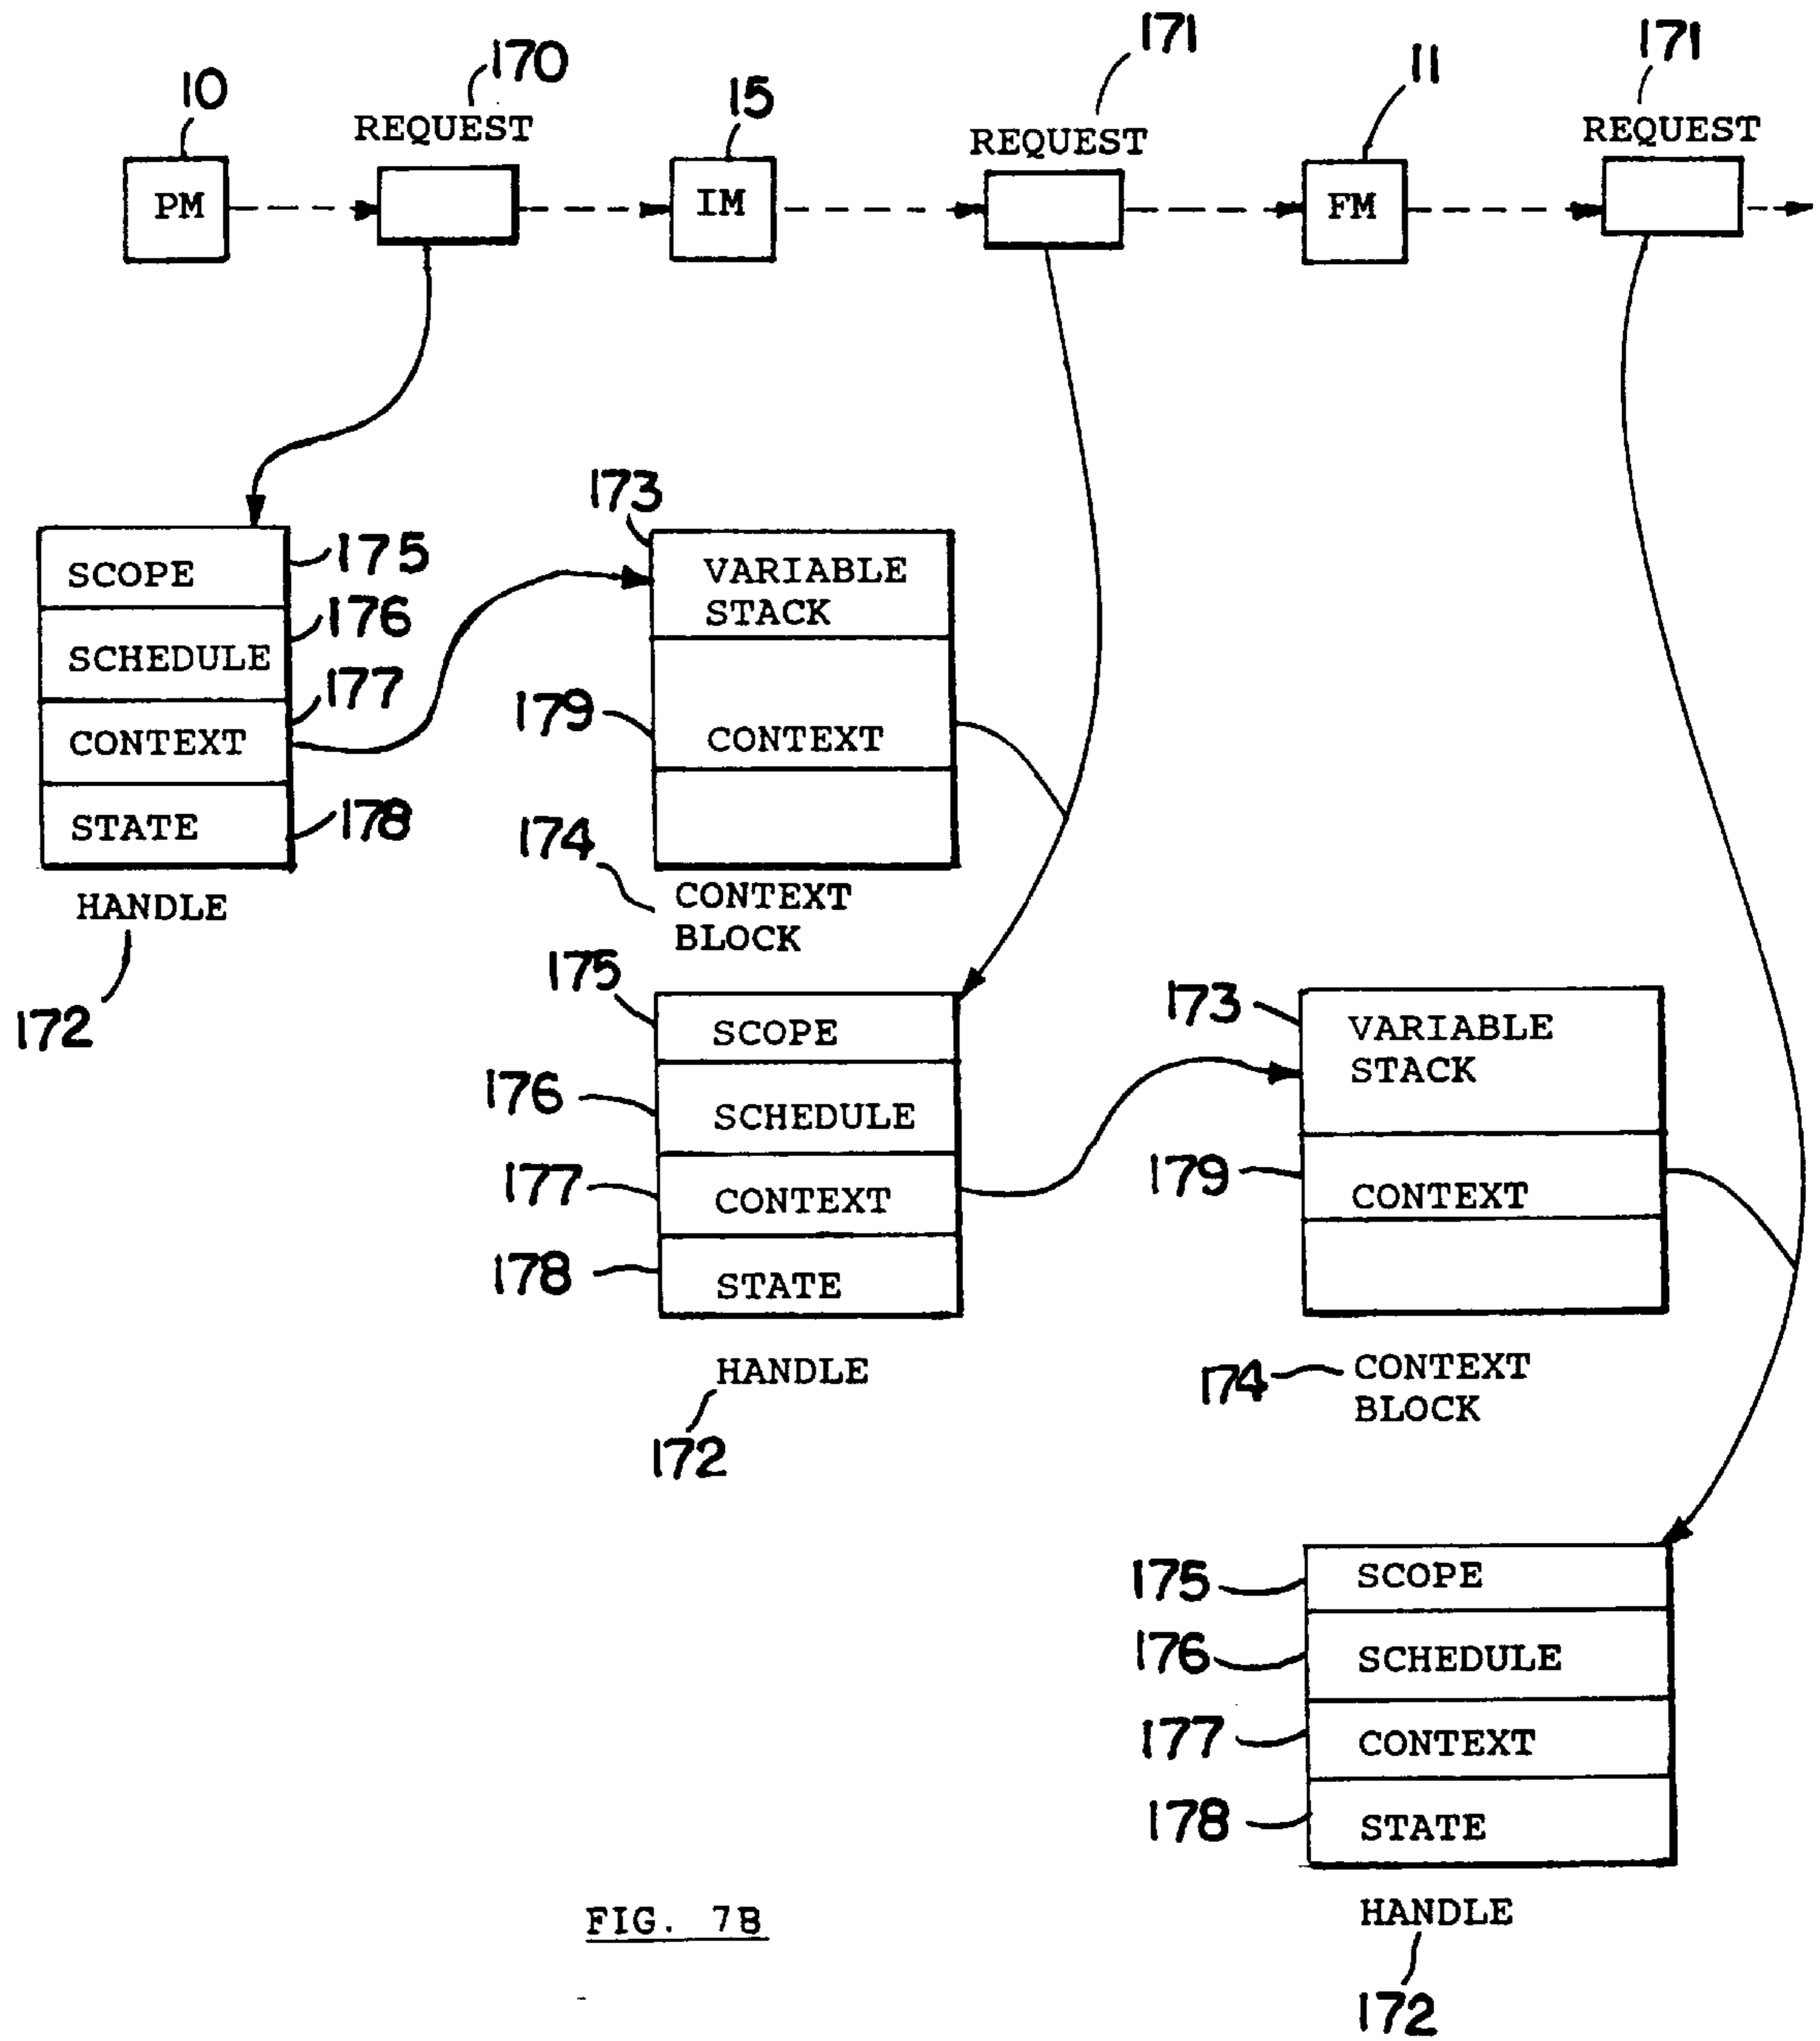 171
171
11
170
10
15
REQUEST
REQUEST
REQUEST
PM
IM
FM
173
175
SCOPE
VARIABLE
STACK
176
SCHEDULE
177
179
CONTEXT
CONTEXT
178
STATE
174
HANDLE
CONTEXT
BLOCK
172
175
SCOPE
173
VARIABLE
STACK
176
SCHEDULE
179
177
CONTEXT
CONTEXT
178
STATE
HANDLE
174
CONTEXT
BLOCK
172
175
SCOPE
176
SCHEDULE
177
CONTEXT
178
STATE
HANDLE
FIG. 7B
172